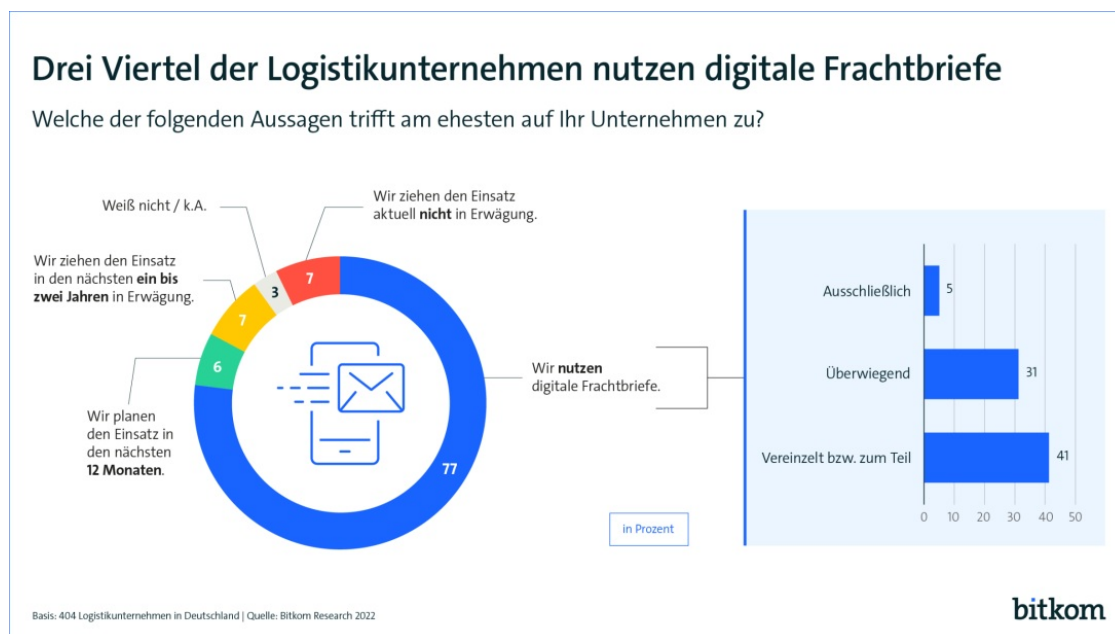 Drei Viertel der Logistikunternehmen nutzen digitale Frachtbriefe
Welche der folgenden Aussagen trifft am ehesten auf Ihr Unternehmen zu?
Weiß nicht / k.A.
Wir ziehen den Einsatz
aktuell nicht in Erwägung.
Wir ziehen den Einsatz
in den nächsten ein bis
zwei Jahren in Erwägung.
Wir planen
den Einsatz in
den nächsten
12 Monaten.
7
3
7
6
77
Wir nutzen
digitale Frachtbriefe.
Ausschließlich
5
Überwiegend
31
Vereinzelt bzw. zum Teil
41
0 10 20 30 40 50
in Prozent
Basis: 404 Logistikunternehmen in Deutschland | Quelle: Bitkom Research 2022
bitkom